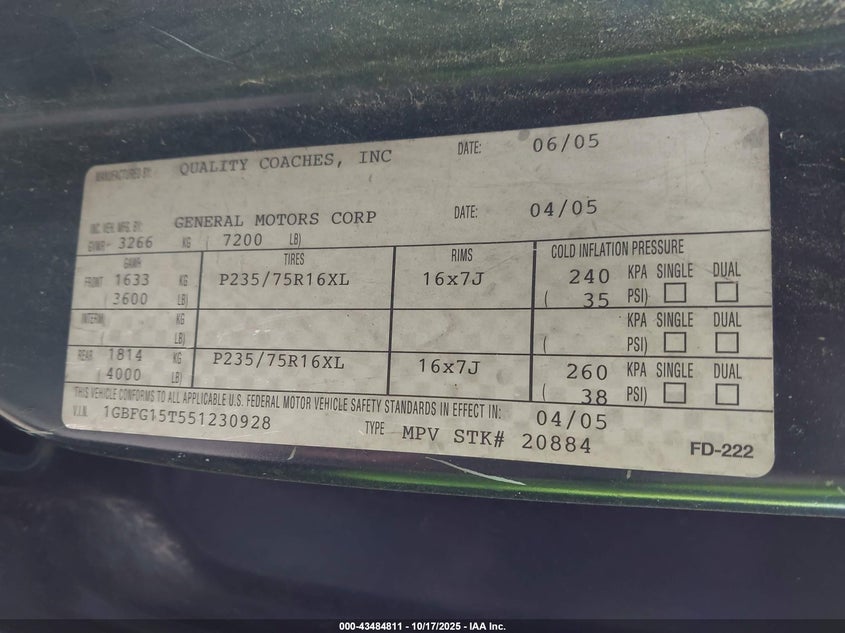 MANUFACTURED BY: QUALITY COACHES, INC DATE: 06/05
INC. VEH. MFG. BY: GENERAL MOTORS CORP DATE: 04/05
GVWR- 3266 KG ( 7200 LB)
GAWR TIRES RIMS COLD INFLATION PRESSURE
FRONT 1633 KG P235/75R16XL 16x7J 240 KPA SINGLE DUAL
( 3600 LB) ( 35 PSI)
INTERIM KG KPA SINGLE DUAL
( LB) ( PSI)
REAR 1814 KG P235/75R16XL 16x7J 260 KPA SINGLE DUAL
( 4000 LB) ( 38 PSI)
THIS VEHICLE CONFORMS TO ALL APPLICABLE U.S. FEDERAL MOTOR VEHICLE SAFETY STANDARDS IN EFFECT IN: 04/05
V.I.N. 1GBFG15T551230928 TYPE MPV STK# 20884 FD-222
000-43484811 - 10/17/2025 - IAA Inc.